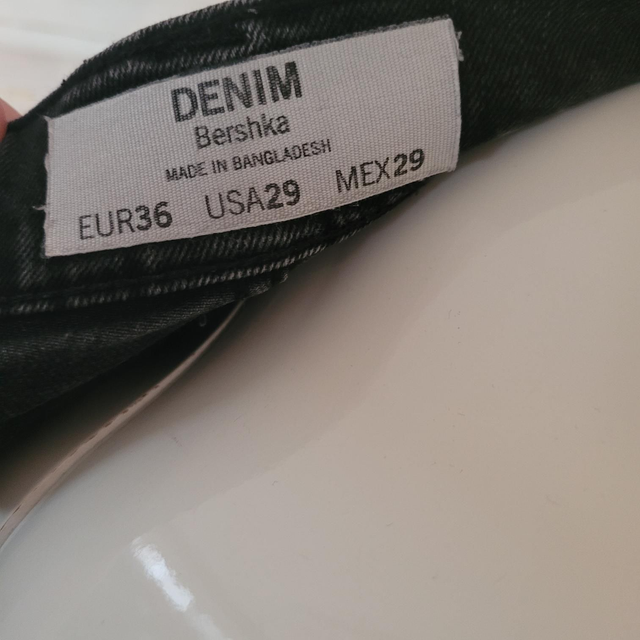 DENIM
Bershka
MADE IN BANGLADESH
EUR36 USA29 MEX29